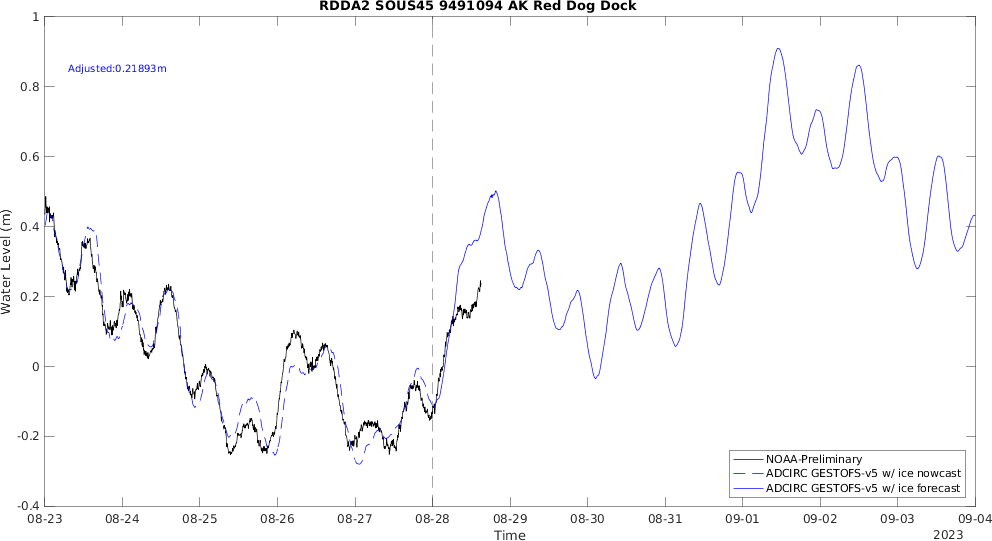 RDDA2 SOUS45 9491094 AK Red Dog Dock
Adjusted:0.21893m
Water Level (m)
1
0.8
0.6
0.4
0.2
0
-0.2
-0.4
NOAA-Preliminary
ADCIRC GESTOFS-v5 w/ ice nowcast
ADCIRC GESTOFS-v5 w/ ice forecast
08-23 08-24 08-25 08-26 08-27 08-28 08-29 08-30 08-31 09-01 09-02 09-03 09-04
Time
2023